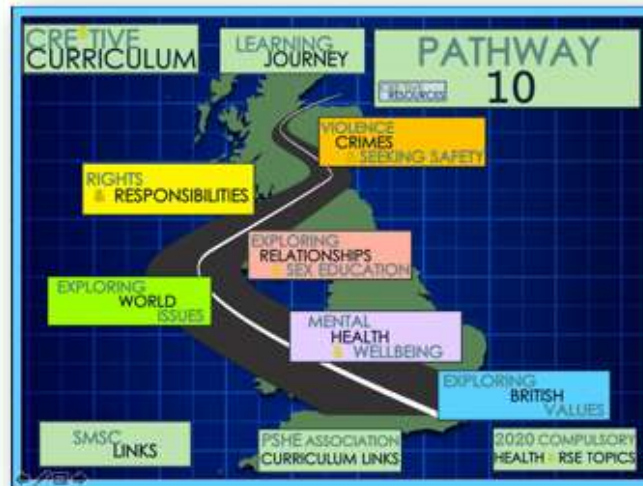 CRE8TIVE
CURRICULUM
LEARNING
JOURNEY
PATHWAY
10
RESOURCES
VIOLENCE
CRIMES
& SEEKING SAFETY
RIGHTS
& RESPONSIBILITIES
EXPLORING
RELATIONSHIPS
& SEX EDUCATION
EXPLORING
WORLD
ISSUES
MENTAL
HEALTH
& WELLBEING
EXPLORING
BRITISH
VALUES
SMSC
LINKS
PSHE ASSOCIATION
CURRICULUM LINKS
2020 COMPULSORY
HEALTH & RSE TOPICS